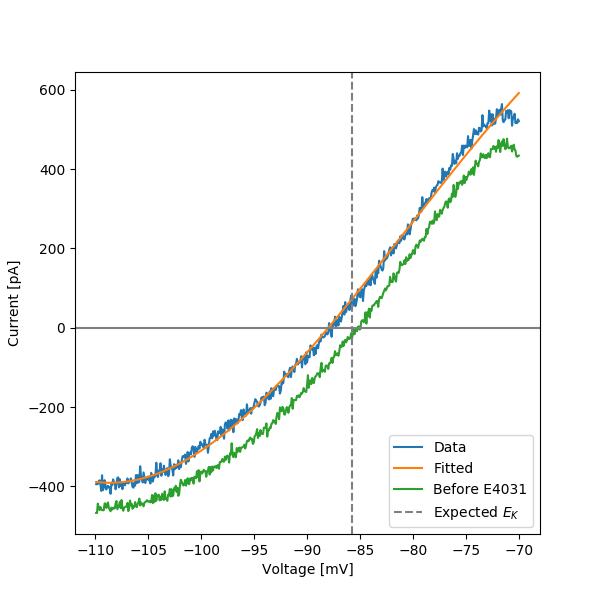 600
400
200
0
−200
−400
−110
−105
−100
−95
−90
−85
−80
−75
−70
Voltage [mV]
Current [pA]
Data
Fitted
Before E4031
Expected E_K